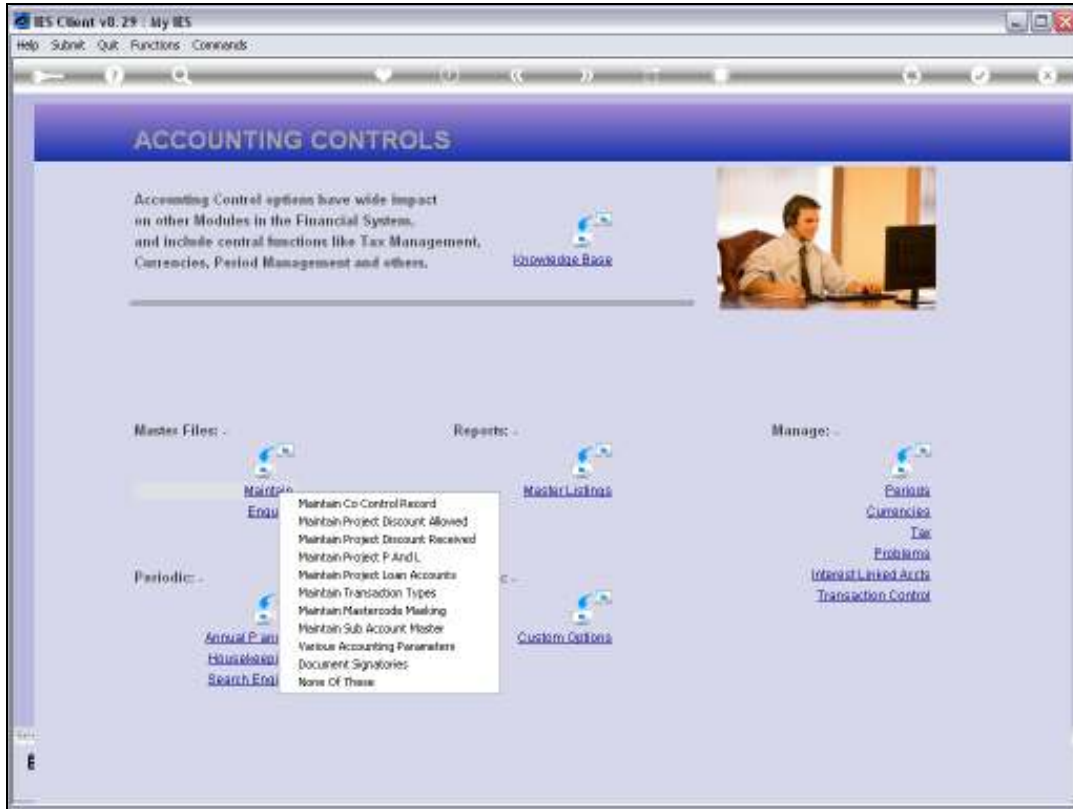 IES Client v8.29 : My IES
Help Submit Quit Functions Commands
ACCOUNTING CONTROLS
Accounting Control options have wide impact
on other Modules in the Financial System,
and include central functions like Tax Management,
Currencies, Period Management and others.
Knowledge Base
Master Files: -
Reports: -
Manage: -
Maintain
Master Listings
Periods
Currencies
Tax
Problems
Interest Linked Accts
Transaction Control
Maintain Co Control Record
Maintain Project Discount Allowed
Maintain Project Discount Received
Maintain Project P And L
Maintain Project Loan Accounts
Maintain Transaction Types
Maintain Mastercode Masking
Maintain Sub Account Master
Various Accounting Parameters
Document Signatories
None Of These
Periodic: -
Custom Options